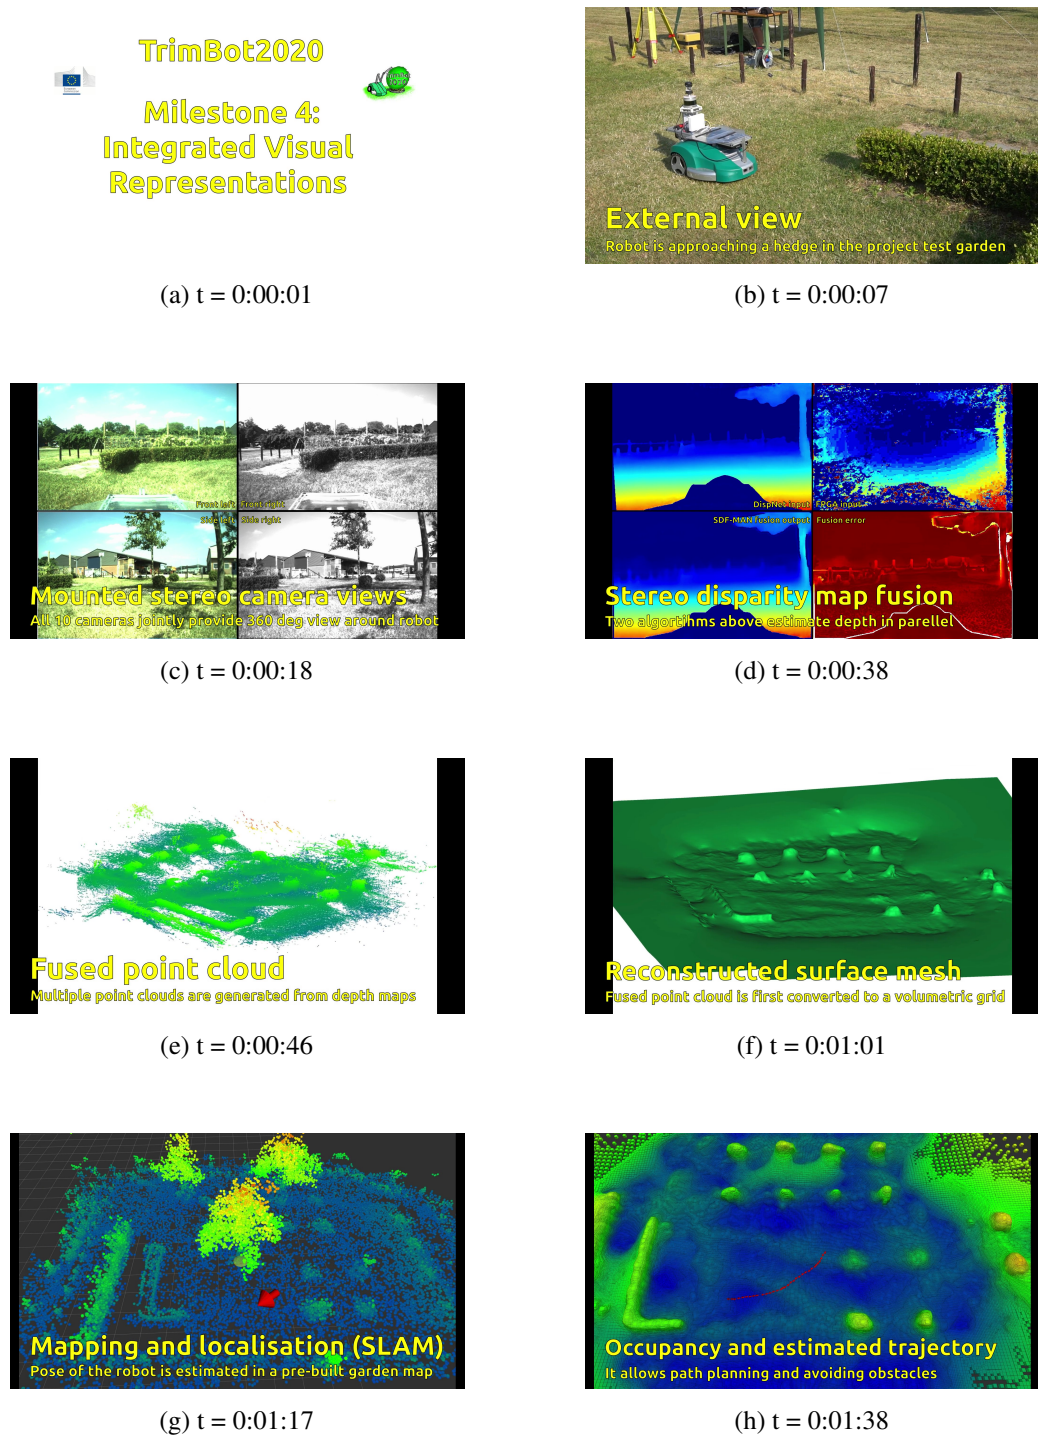 TrimBot2020
Milestone 4:
Integrated Visual
Representations
(a) t = 0:00:01
External view
Robot is approaching a hedge in the project test garden
(b) t = 0:00:07
Front left
Front right
Side left
Side right
Mounted stereo camera views
All 10 cameras jointly provide 360 deg view around robot
(c) t = 0:00:18
DispNet input
FPGA input
SDF-MAN fusion output
Fusion error
Stereo disparity map fusion
Two algorithms above estimate depth in parellel
(d) t = 0:00:38
Fused point cloud
Multiple point clouds are generated from depth maps
(e) t = 0:00:46
Reconstructed surface mesh
Fused point cloud is first converted to a volumetric grid
(f) t = 0:01:01
Mapping and localisation (SLAM)
Pose of the robot is estimated in a pre-built garden map
(g) t = 0:01:17
Occupancy and estimated trajectory
It allows path planning and avoiding obstacles
(h) t = 0:01:38